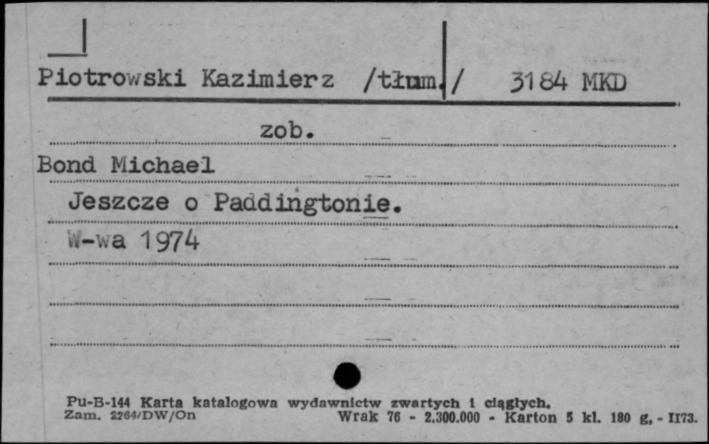 Piotrowski Kazimierz /tłum./ 3184 MKD
zob.
Bond Michael
Jeszcze o Paddingtonie.
W-wa 1974
Pu-B-144 Karta katalogowa wydawnictw zwartych i ciągłych.
Zam. 2264/DW/On Wrak 76 - 2.300.000 - Karton 5 kl. 180 g. - II73.